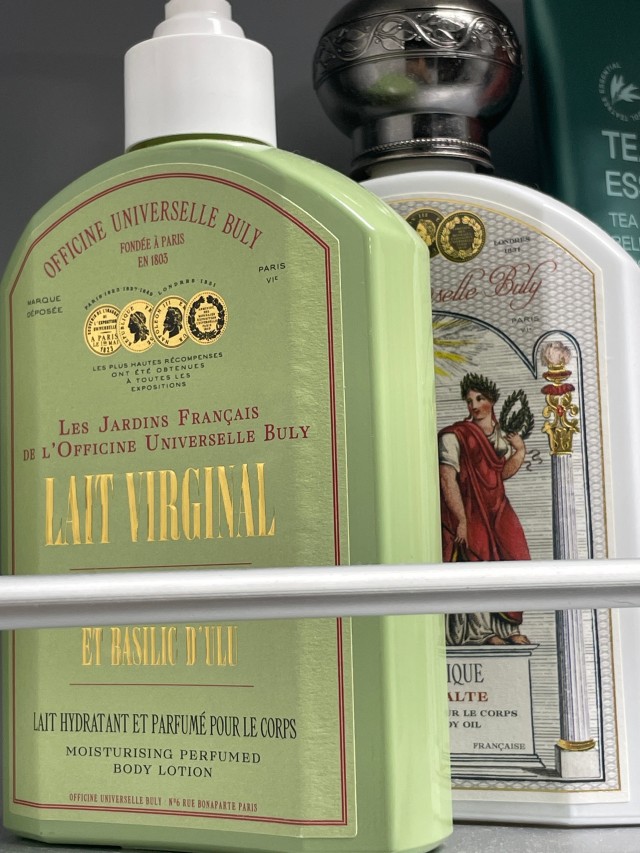 OFFICINE UNIVERSELLE BULY
FONDÉE À PARIS
EN 1803
MARQUE
DÉPOSÉE
PARIS
VIE
LES PLUS HAUTES RÉCOMPENSES
ONT ÉTÉ OBTENUES
À TOUTES LES
EXPOSITIONS
LES JARDINS FRANÇAIS
DE L'OFFICINE UNIVERSELLE BULY
LAIT VIRGINAL
ET BASILIC D'ULU
LAIT HYDRATANT ET PARFUMÉ POUR LE CORPS
MOISTURISING PERFUMED
BODY LOTION
OFFICINE UNIVERSELLE BULY · N°6 RUE BONAPARTE PARIS
LONDRES
selle Buly
PARIS
IQUE
ALTE
UR LE CORPS
DY OIL
FRANÇAISE
TE
ESS
TEA